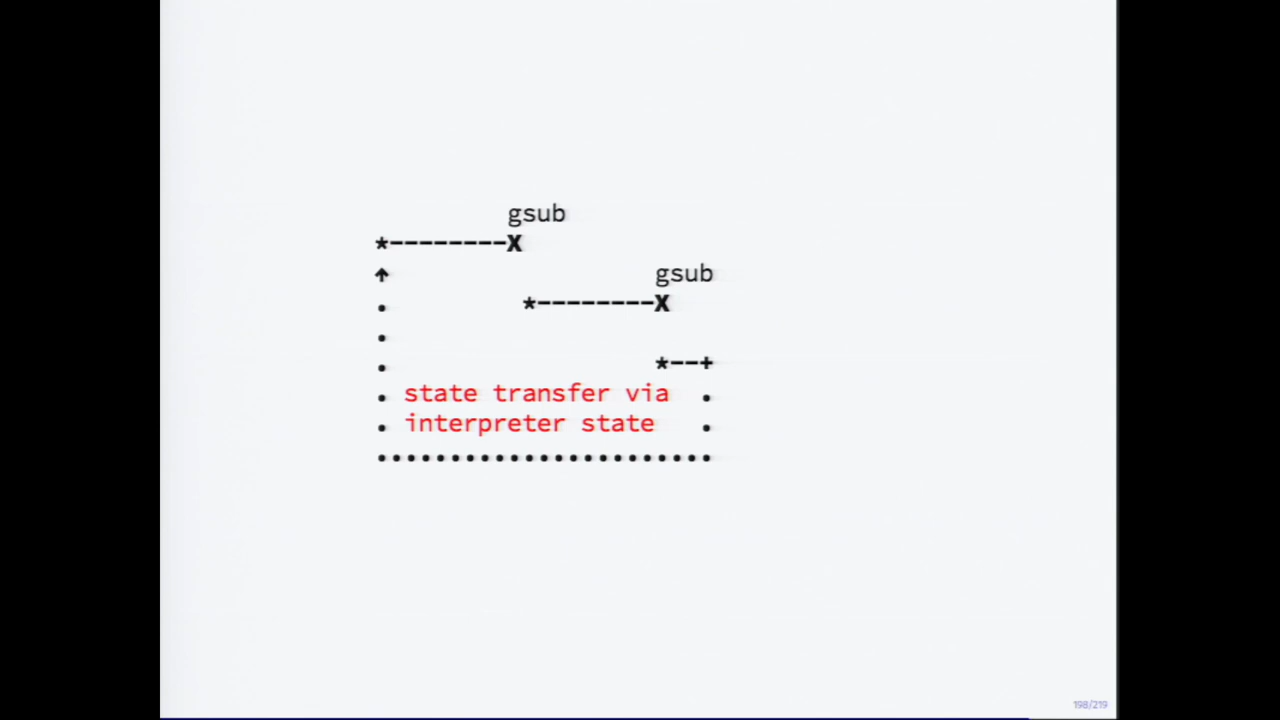 gsub
*--------X
↑ gsub
. *--------X
.
. *--+
. state transfer via .
. interpreter state .
.......................
198/219